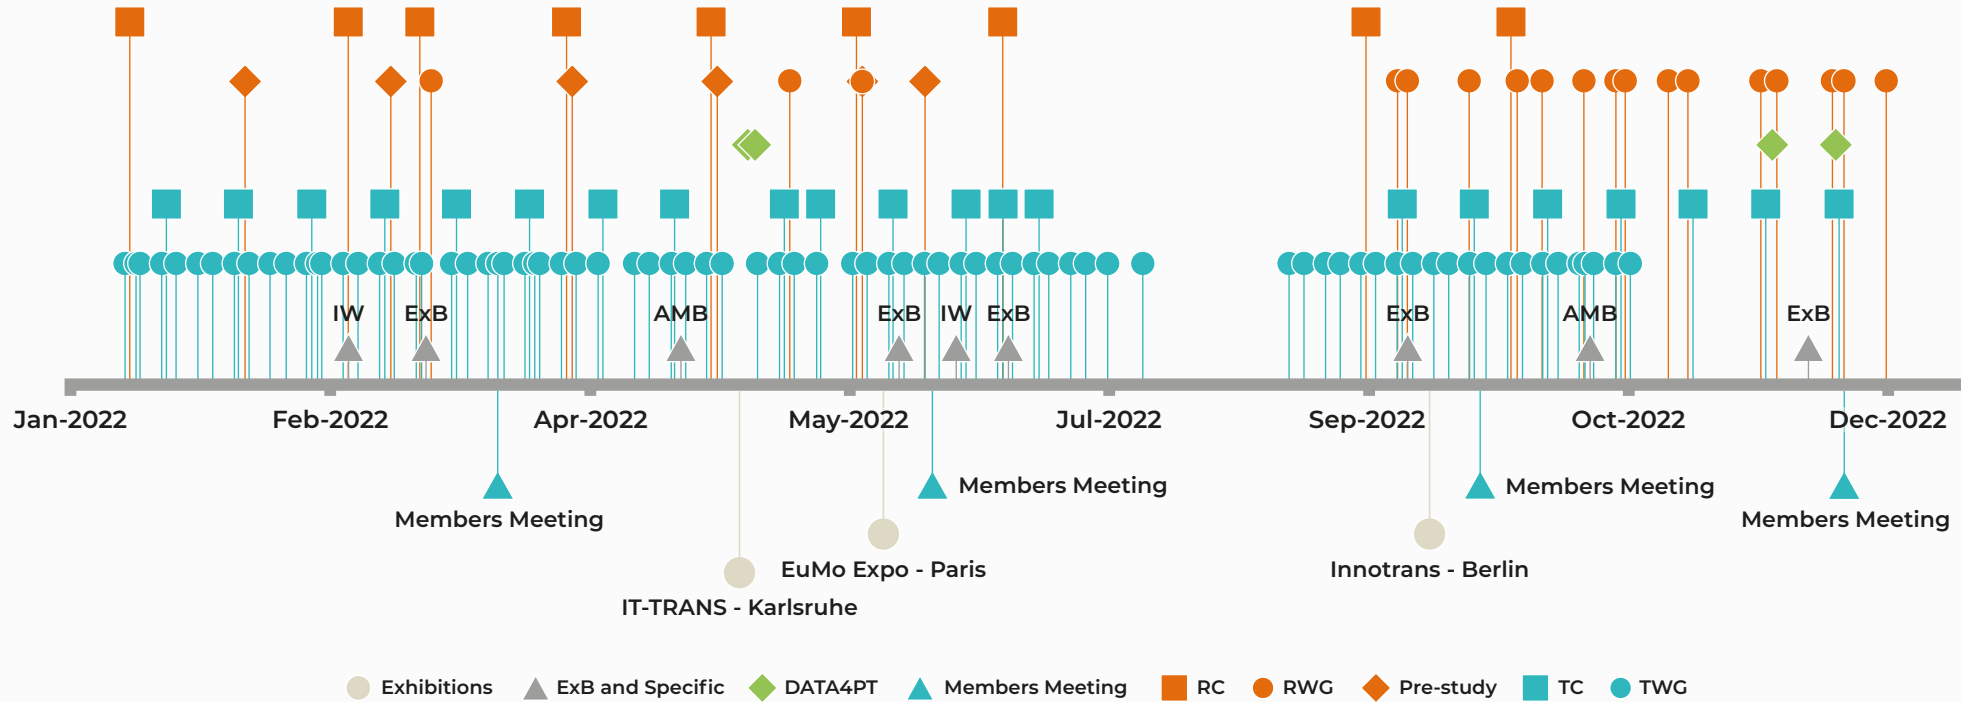 IW
ExB
AMB
ExB
IW
ExB
ExB
AMB
ExB
Jan-2022
Feb-2022
Apr-2022
May-2022
Jul-2022
Sep-2022
Oct-2022
Dec-2022
Members Meeting
Members Meeting
Members Meeting
Members Meeting
EuMo Expo - Paris
Innotrans - Berlin
IT-TRANS - Karlsruhe
Exhibitions
ExB and Specific
DATA4PT
Members Meeting
RC
RWG
Pre-study
TC
TWG